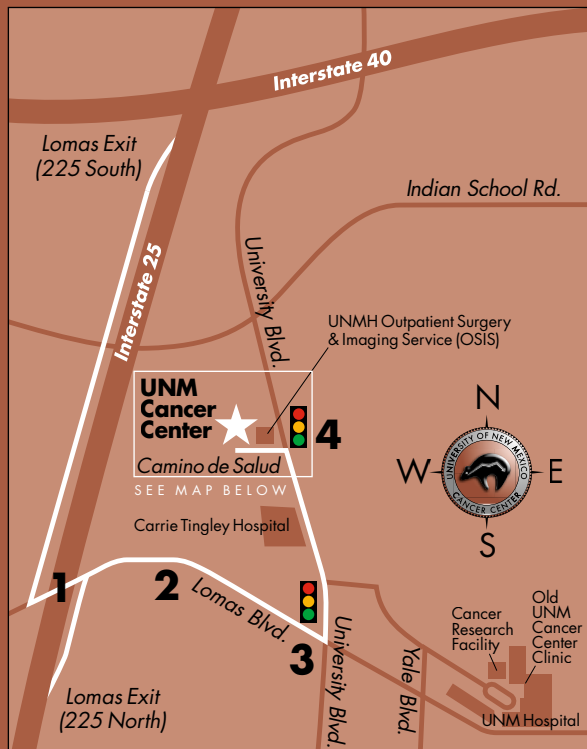 Interstate 40
Lomas Exit
(225 South)
Indian School Rd.
University Blvd.
Interstate 25
UNMH Outpatient Surgery
& Imaging Service (OSIS)
UNM
Cancer
Center
4
Camino de Salud
SEE MAP BELOW
N
W
E
S
UNIVERSITY OF NEW MEXICO
CANCER CENTER
Carrie Tingley Hospital
1
2
Lomas Blvd.
3
University Blvd.
Yale Blvd.
Cancer
Research
Facility
Old
UNM
Cancer
Center
Clinic
UNM Hospital
Lomas Exit
(225 North)